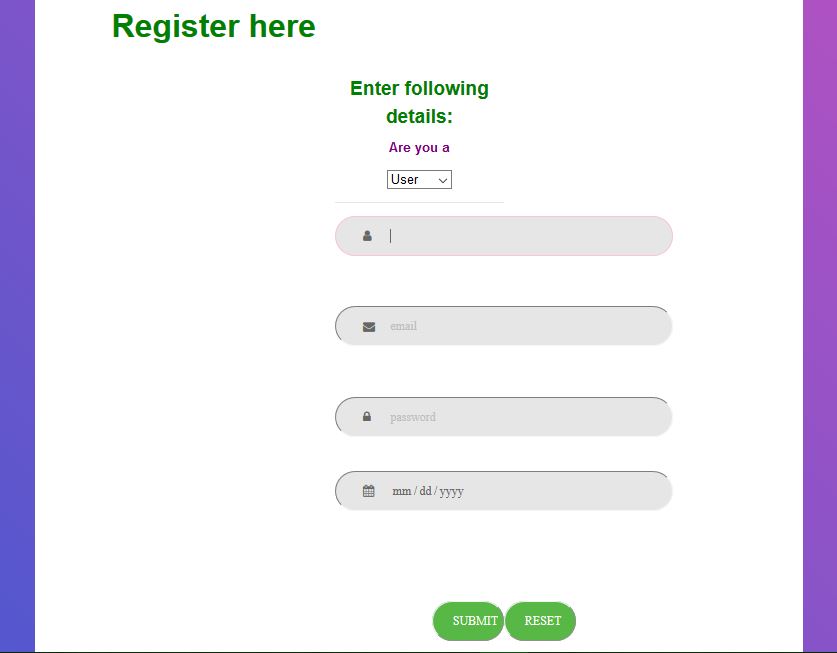 Register here
Enter following
details:
Are you a
User
email
password
mm / dd / yyyy
SUBMIT RESET